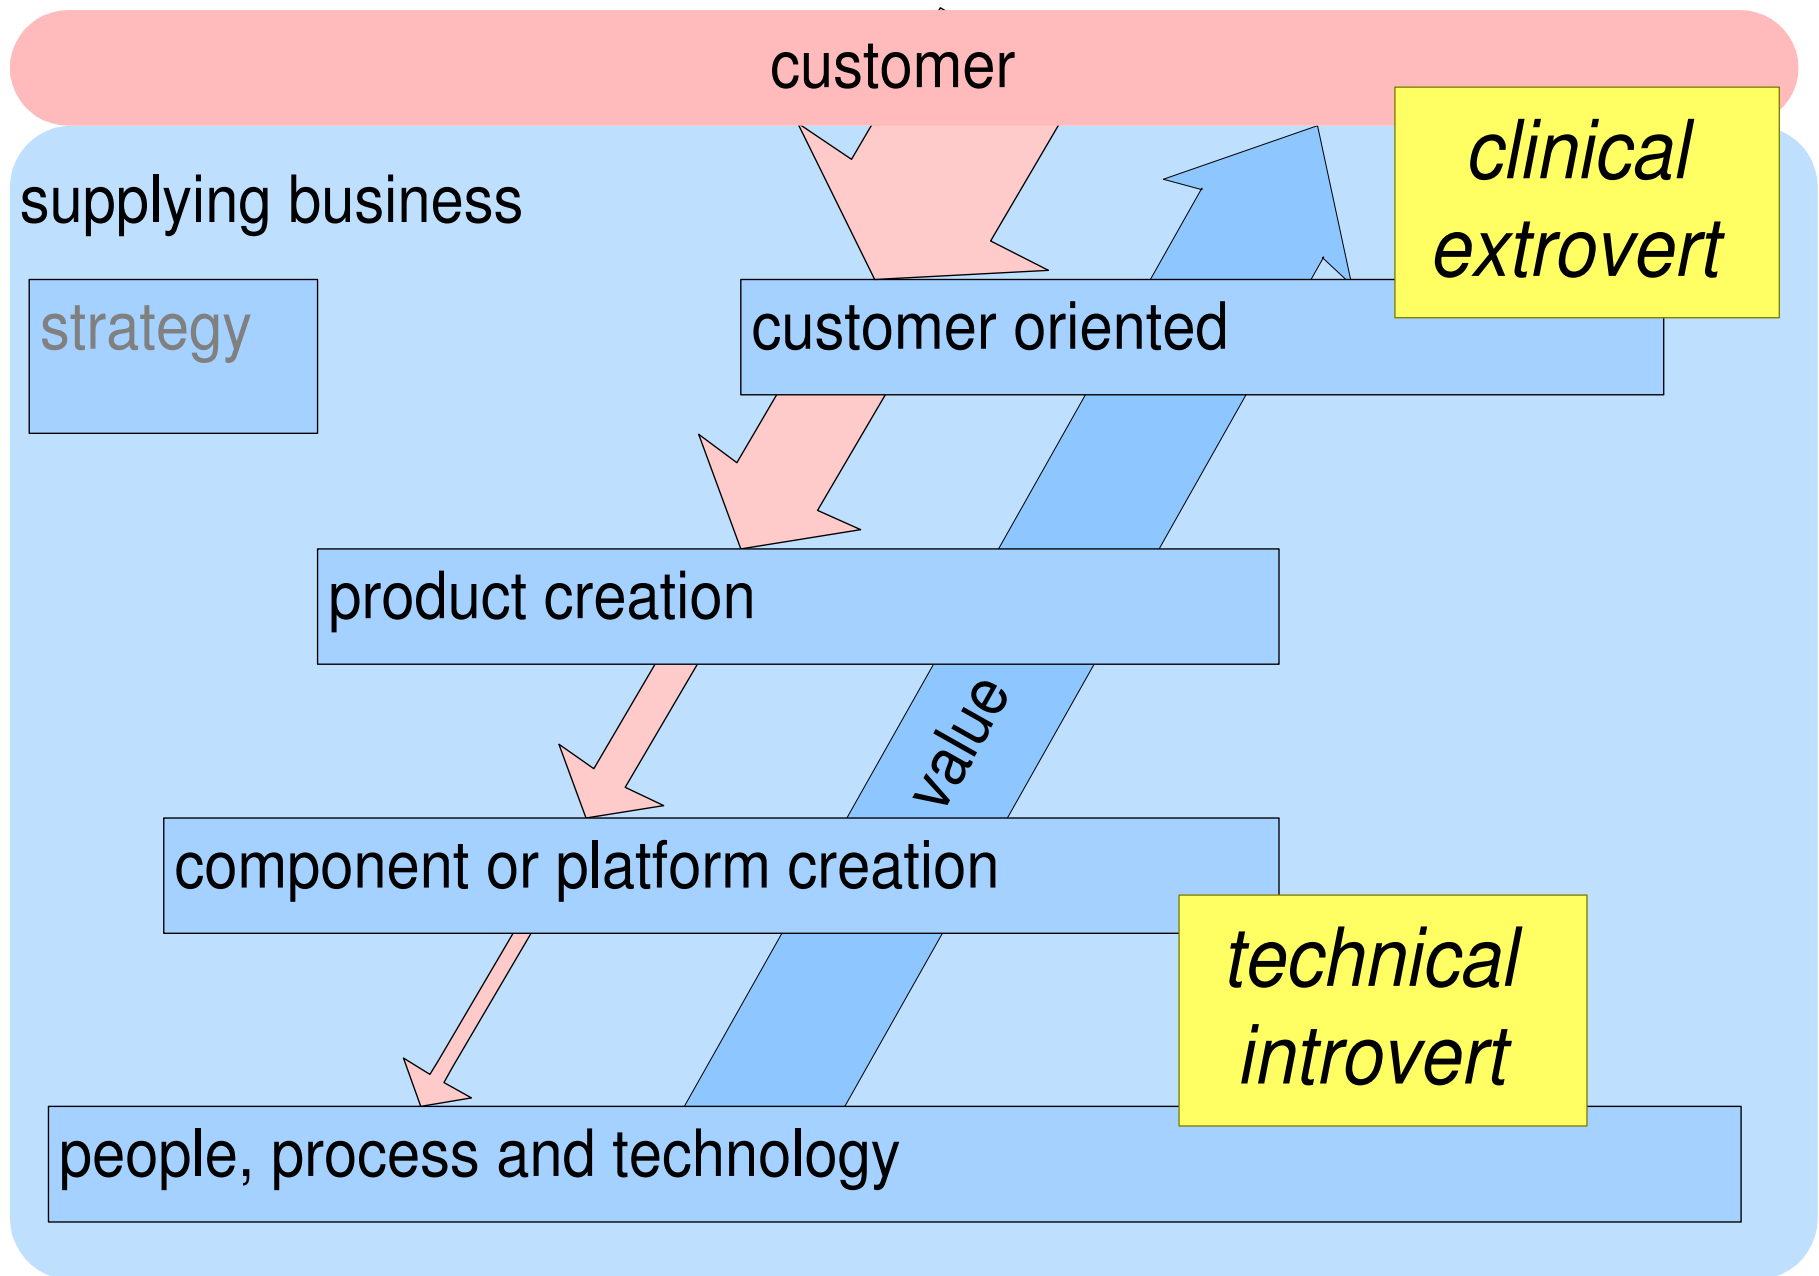 customer
clinical
extrovert
supplying business
strategy
customer oriented
product creation
value
component or platform creation
technical
introvert
people, process and technology